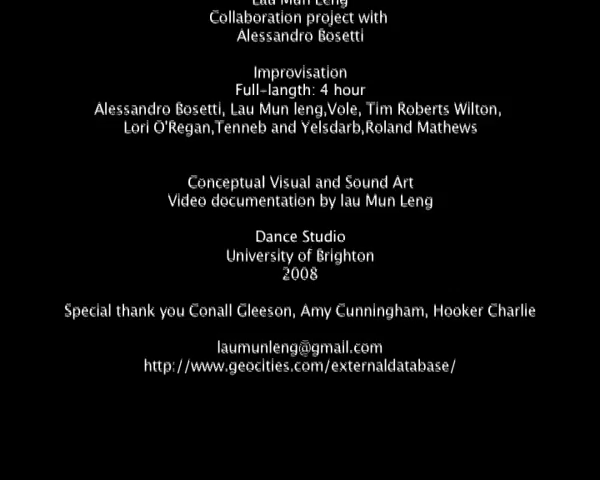 Lau Mun Leng
Collaboration project with
Alessandro Bosetti
Improvisation
Full-langth: 4 hour
Alessandro Bosetti, Lau Mun leng,Vole, Tim Roberts Wilton,
Lori O'Regan,Tenneb and Yelsdarb,Roland Mathews
Conceptual Visual and Sound Art
Video documentation by lau Mun Leng
Dance Studio
University of Brighton
2008
Special thank you Conall Gleeson, Amy Cunningham, Hooker Charlie
laumunleng@gmail.com
http://www.geocities.com/externaldatabase/